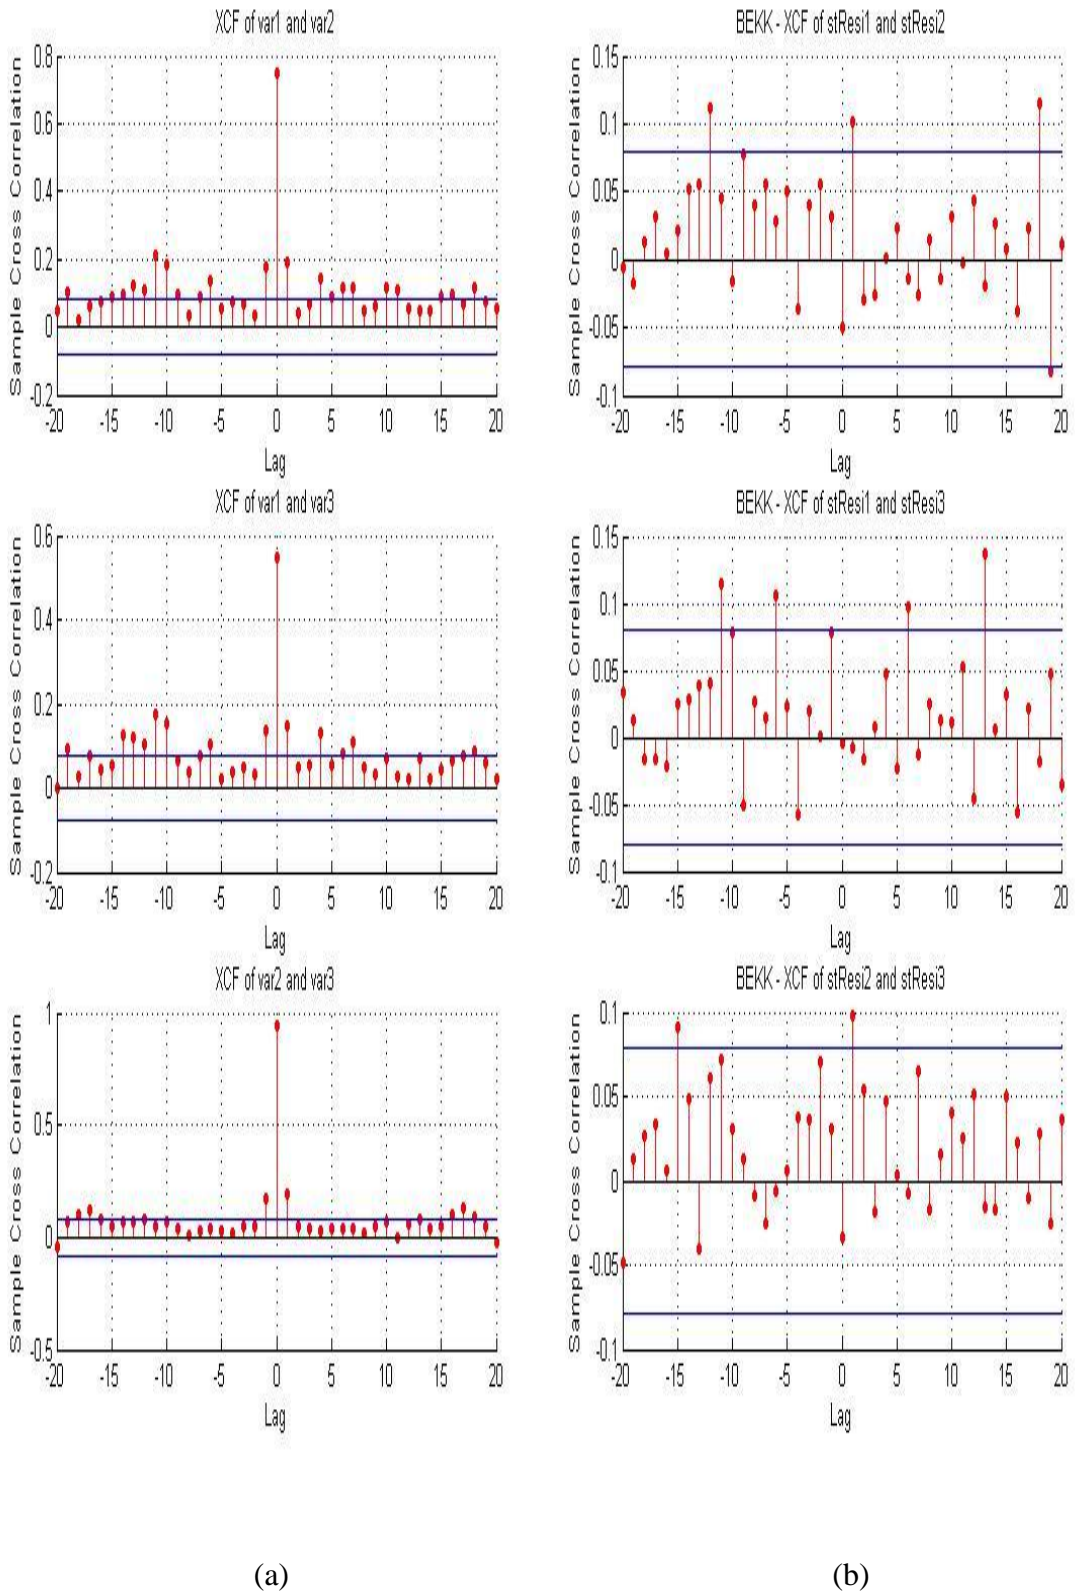 XCF of var1 and var2
Sample Cross Correlation
0.8
0.6
0.4
0.2
0
-0.2
-20 -15 -10 -5 0 5 10 15 20
Lag
BEKK - XCF of stResi1 and stResi2
Sample Cross Correlation
0.15
0.1
0.05
0
-0.05
-0.1
-20 -15 -10 -5 0 5 10 15 20
Lag
XCF of var1 and var3
Sample Cross Correlation
0.6
0.4
0.2
0
-0.2
-20 -15 -10 -5 0 5 10 15 20
Lag
BEKK - XCF of stResi1 and stResi3
Sample Cross Correlation
0.15
0.1
0.05
0
-0.05
-0.1
-20 -15 -10 -5 0 5 10 15 20
Lag
XCF of var2 and var3
Sample Cross Correlation
1
0.5
0
-0.5
-20 -15 -10 -5 0 5 10 15 20
Lag
BEKK - XCF of stResi2 and stResi3
Sample Cross Correlation
0.1
0.05
0
-0.05
-0.1
-20 -15 -10 -5 0 5 10 15 20
Lag
(a)
(b)